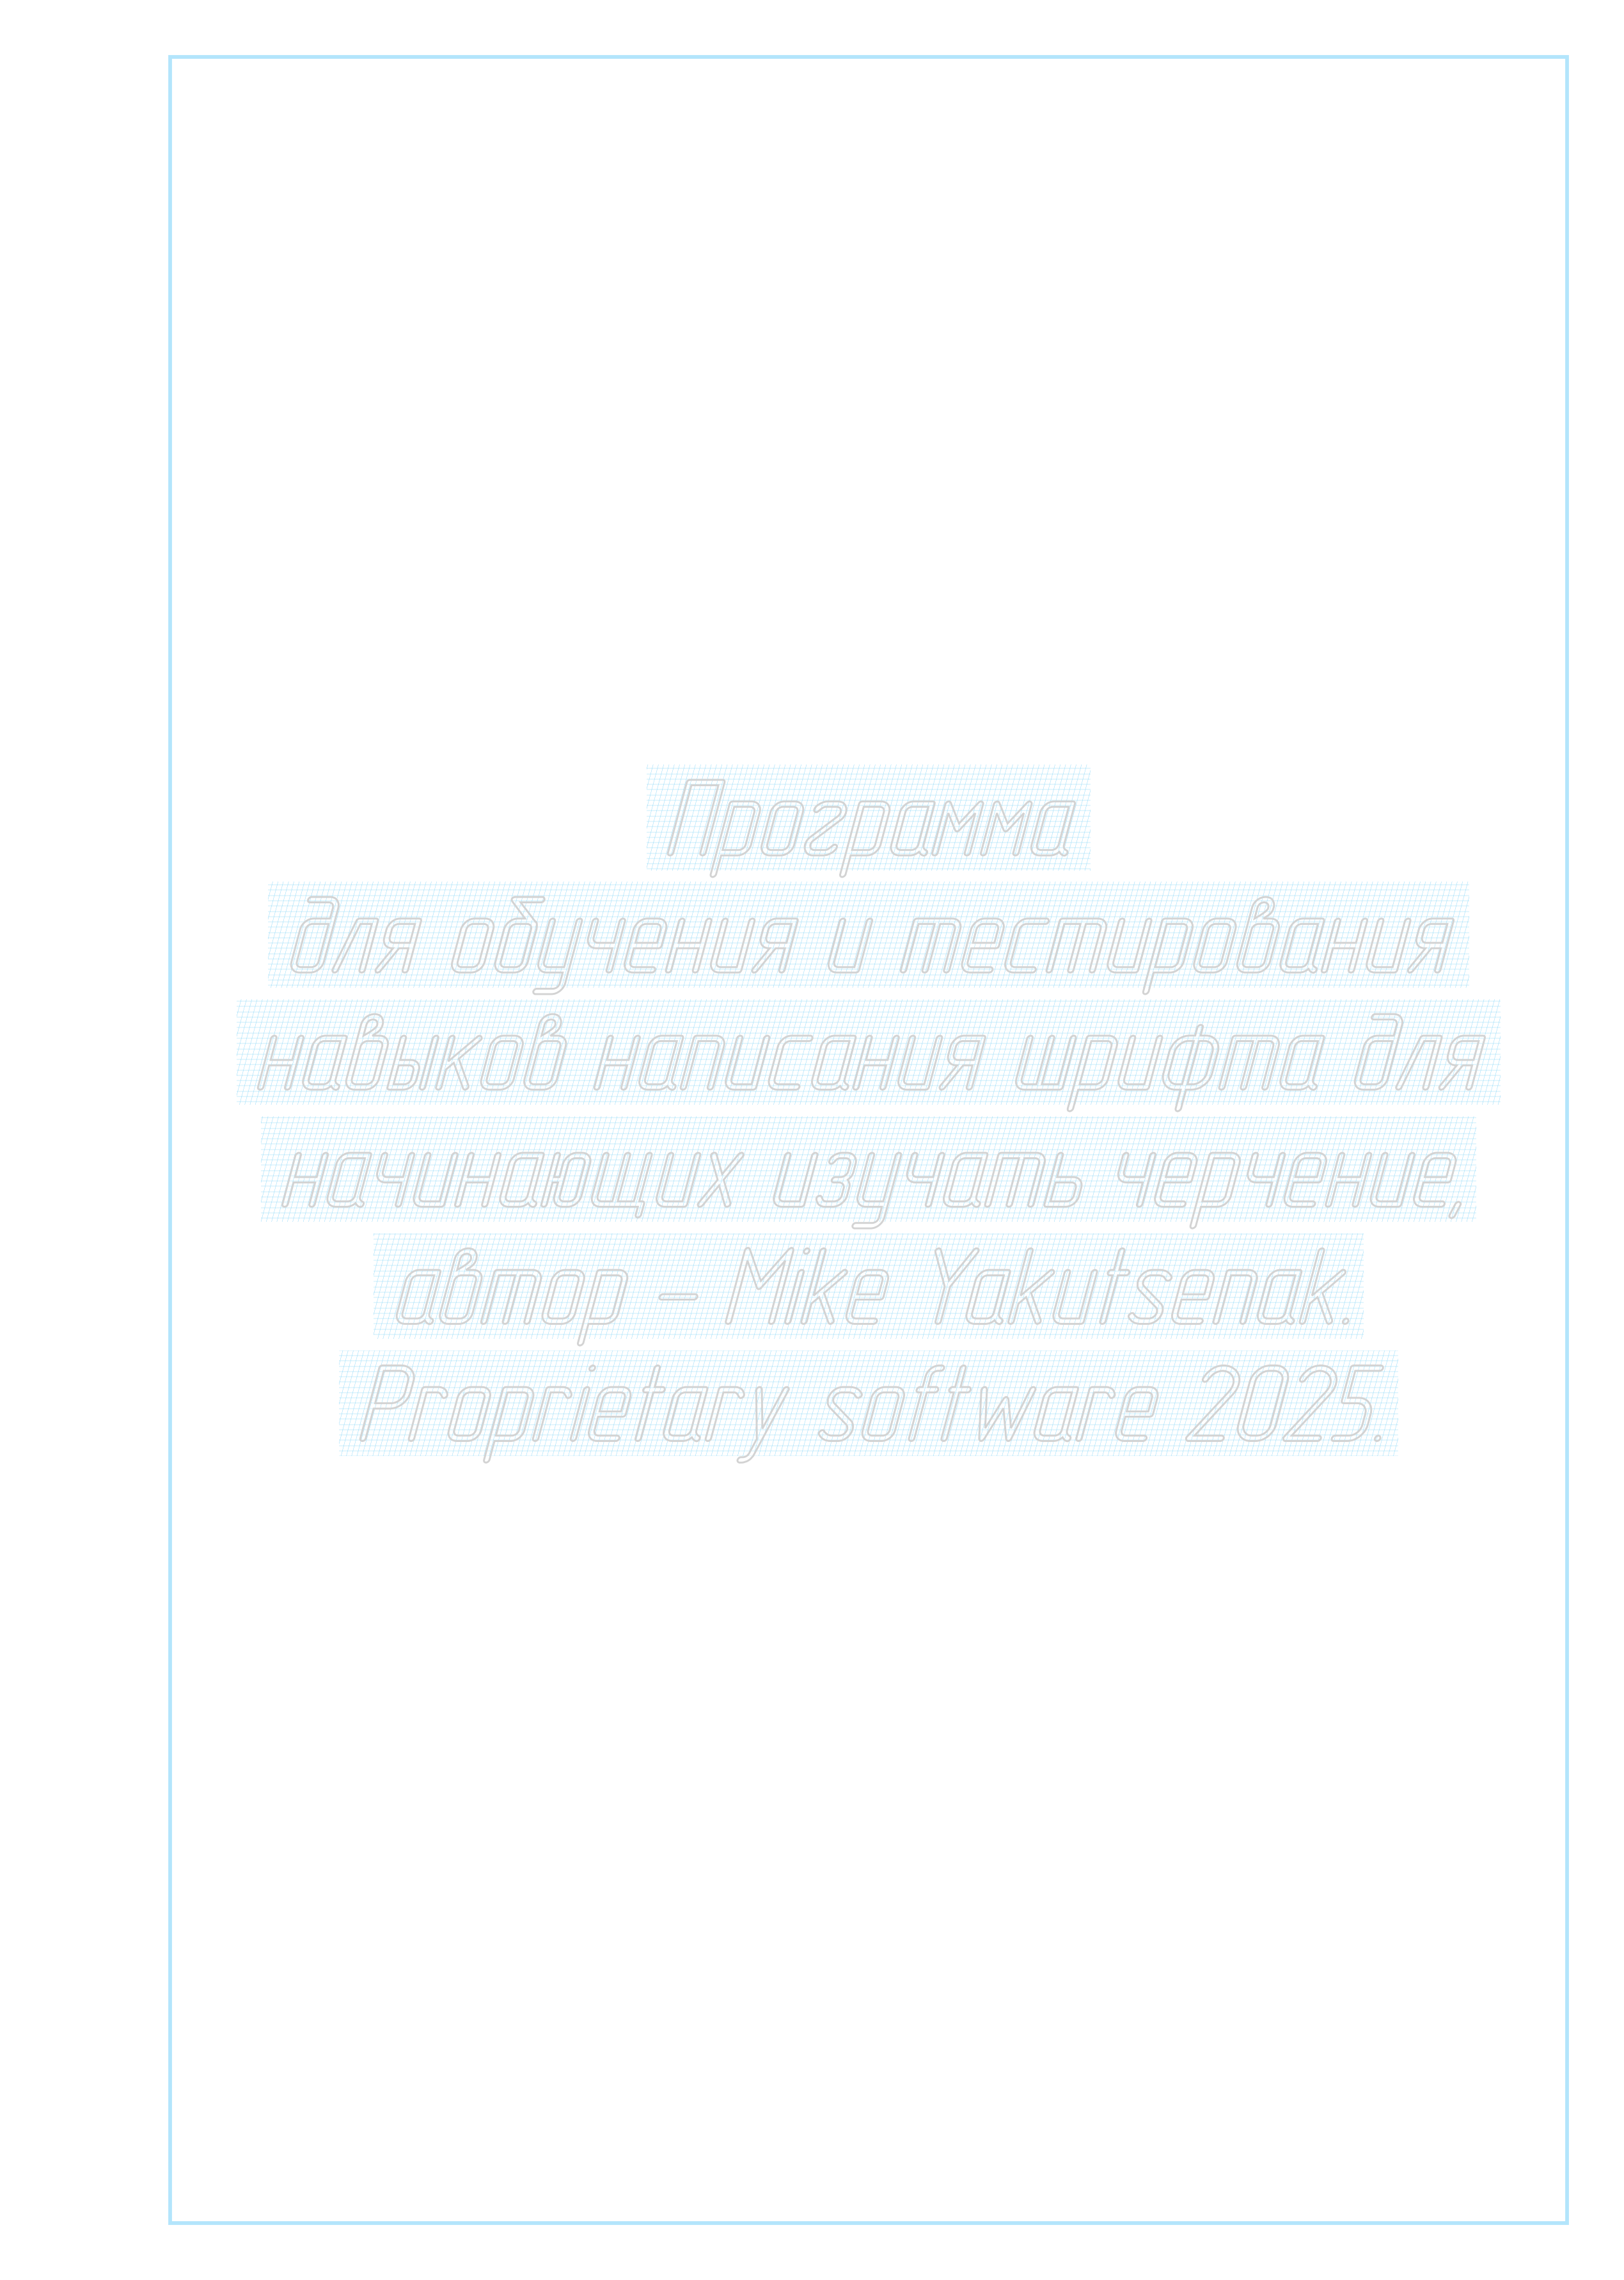 Программа
для обучения и тестирования
навыков написания шрифта для
начинающих изучать черчение,
автор – Mike Yakutsenak.
Proprietary software 2025.